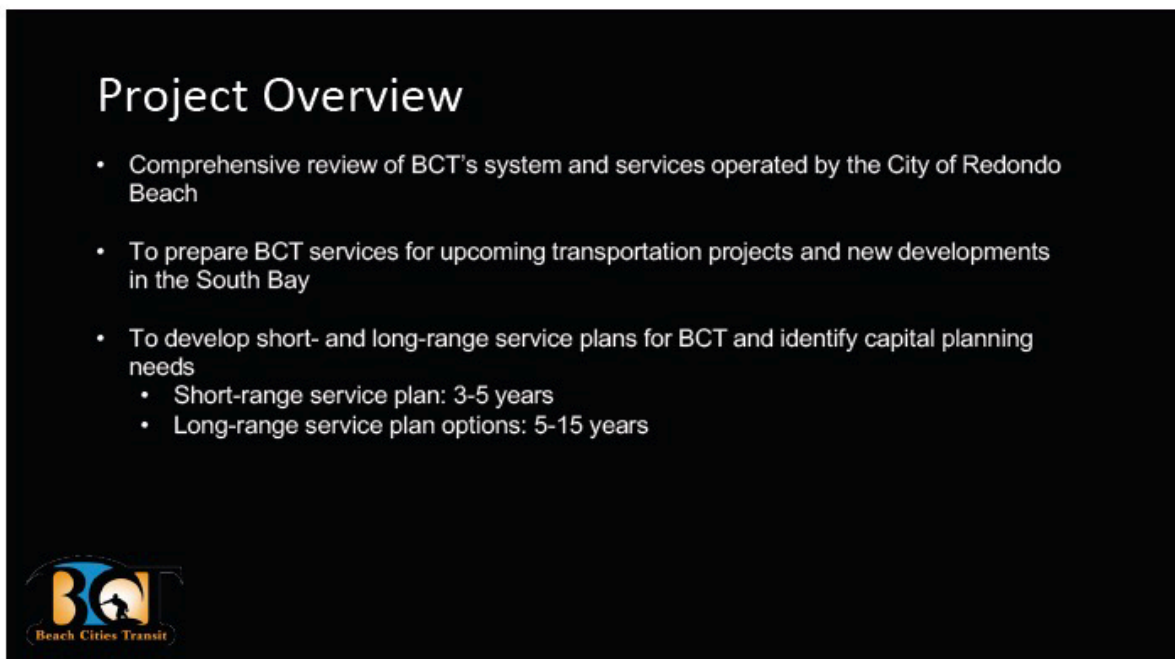 Project Overview
• Comprehensive review of BCT's system and services operated by the City of Redondo
Beach
• To prepare BCT services for upcoming transportation projects and new developments
in the South Bay
• To develop short- and long-range service plans for BCT and identify capital planning
needs
• Short-range service plan: 3-5 years
• Long-range service plan options: 5-15 years
BCT
Beach Cities Transit